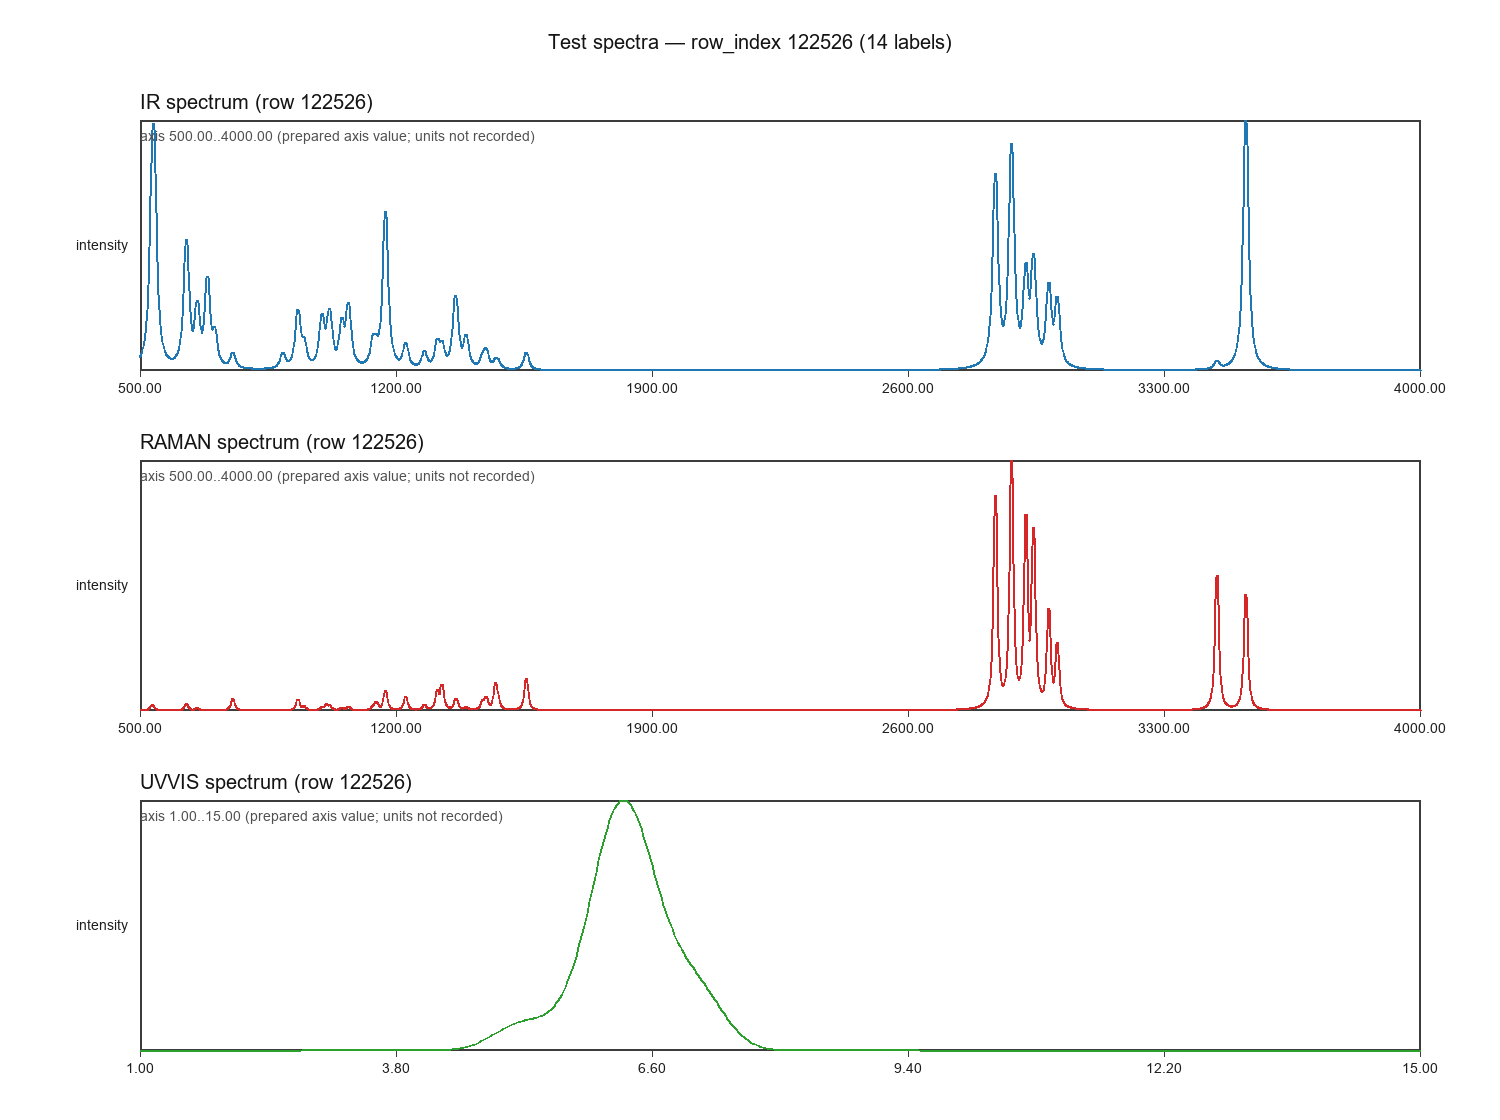 Test spectra — row_index 122526 (14 labels)
IR spectrum (row 122526)
axis 500.00..4000.00 (prepared axis value; units not recorded)
intensity
500.00 1200.00 1900.00 2600.00 3300.00 4000.00
RAMAN spectrum (row 122526)
axis 500.00..4000.00 (prepared axis value; units not recorded)
intensity
500.00 1200.00 1900.00 2600.00 3300.00 4000.00
UVVIS spectrum (row 122526)
axis 1.00..15.00 (prepared axis value; units not recorded)
intensity
1.00 3.80 6.60 9.40 12.20 15.00